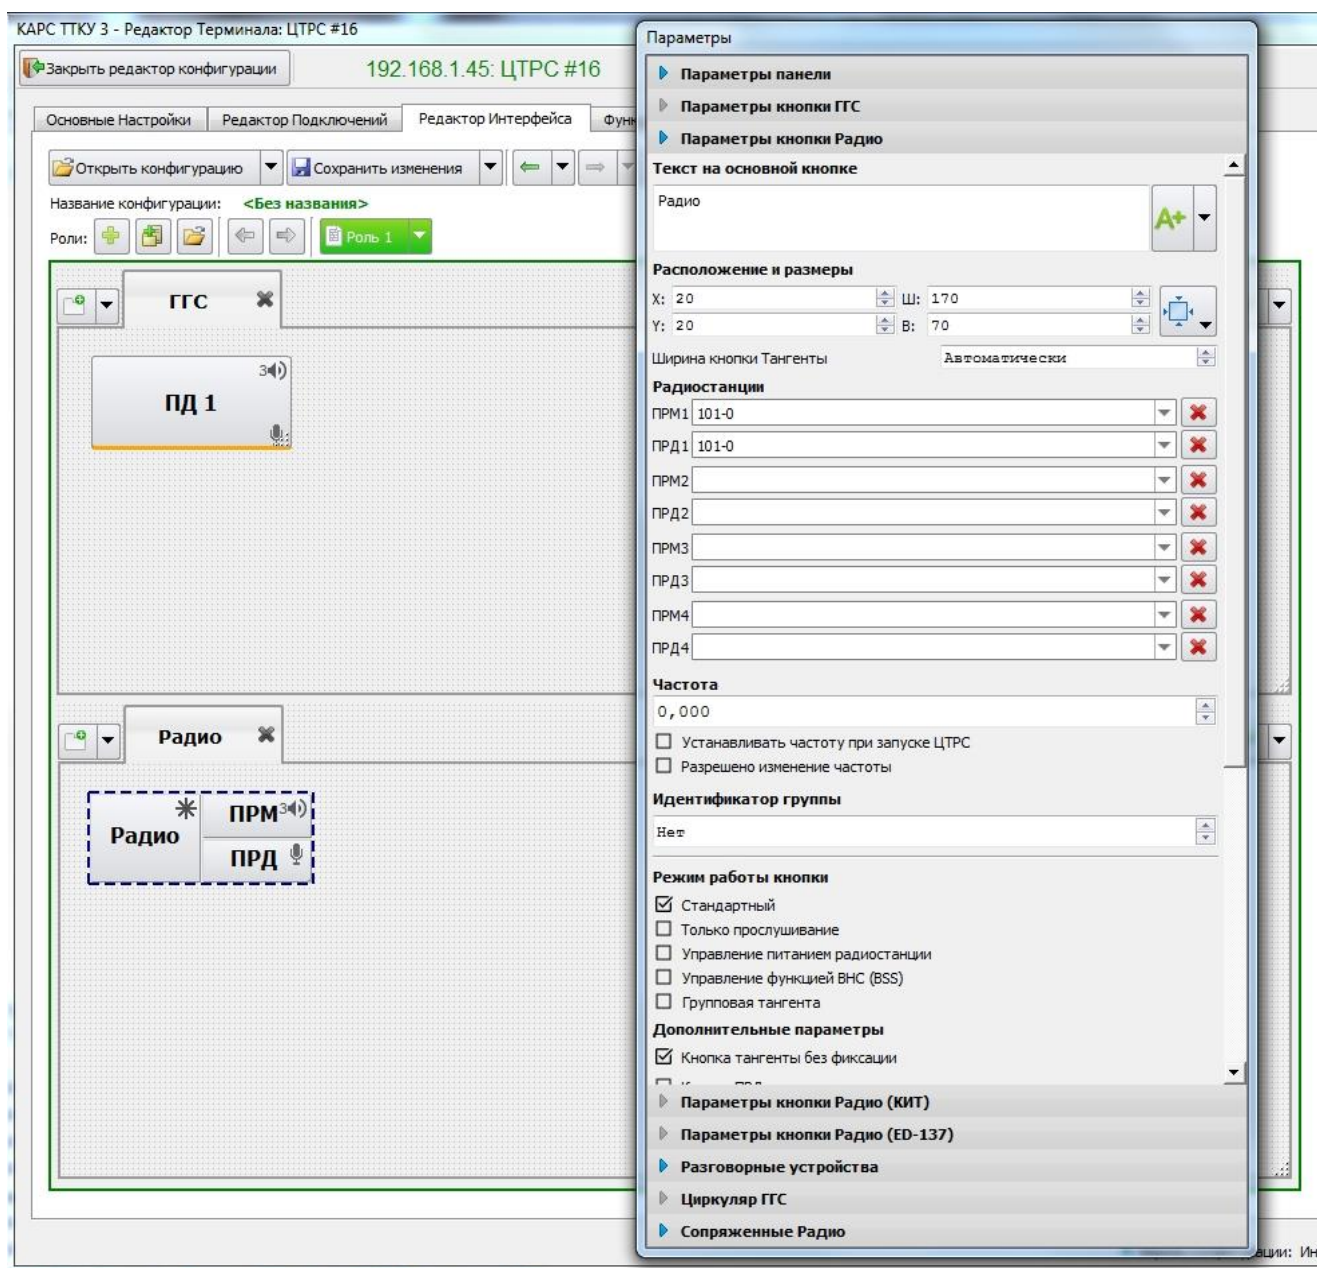 КАРС ТТКУ 3 - Редактор Терминала: ЦТРС #16
Закрыть редактор конфигурации
192.168.1.45: ЦТРС #16
Основные Настройки
Редактор Подключений
Редактор Интерфейса
Функ
Открыть конфигурацию
Сохранить изменения
Название конфигурации: <Без названия>
Роли:
Роль 1
ГГС
ПД 1
3
Радио
Радио
ПРМ
3
ПРД
Параметры
Параметры панели
Параметры кнопки ГГС
Параметры кнопки Радио
Текст на основной кнопке
Радио
A+
Расположение и размеры
X: 20 Ш: 170
Y: 20 В: 70
Ширина кнопки Тангенты Автоматически
Радиостанции
ПРМ1 101-0
ПРД1 101-0
ПРМ2
ПРД2
ПРМ3
ПРД3
ПРМ4
ПРД4
Частота
0,000
Устанавливать частоту при запуске ЦТРС
Разрешено изменение частоты
Идентификатор группы
Нет
Режим работы кнопки
Стандартный
Только прослушивание
Управление питанием радиостанции
Управление функцией ВНС (BSS)
Групповая тангента
Дополнительные параметры
Кнопка тангенты без фиксации
Параметры кнопки Радио (КИТ)
Параметры кнопки Радио (ED-137)
Разговорные устройства
Циркуляр ГГС
Сопряженные Радио
ции: Ин